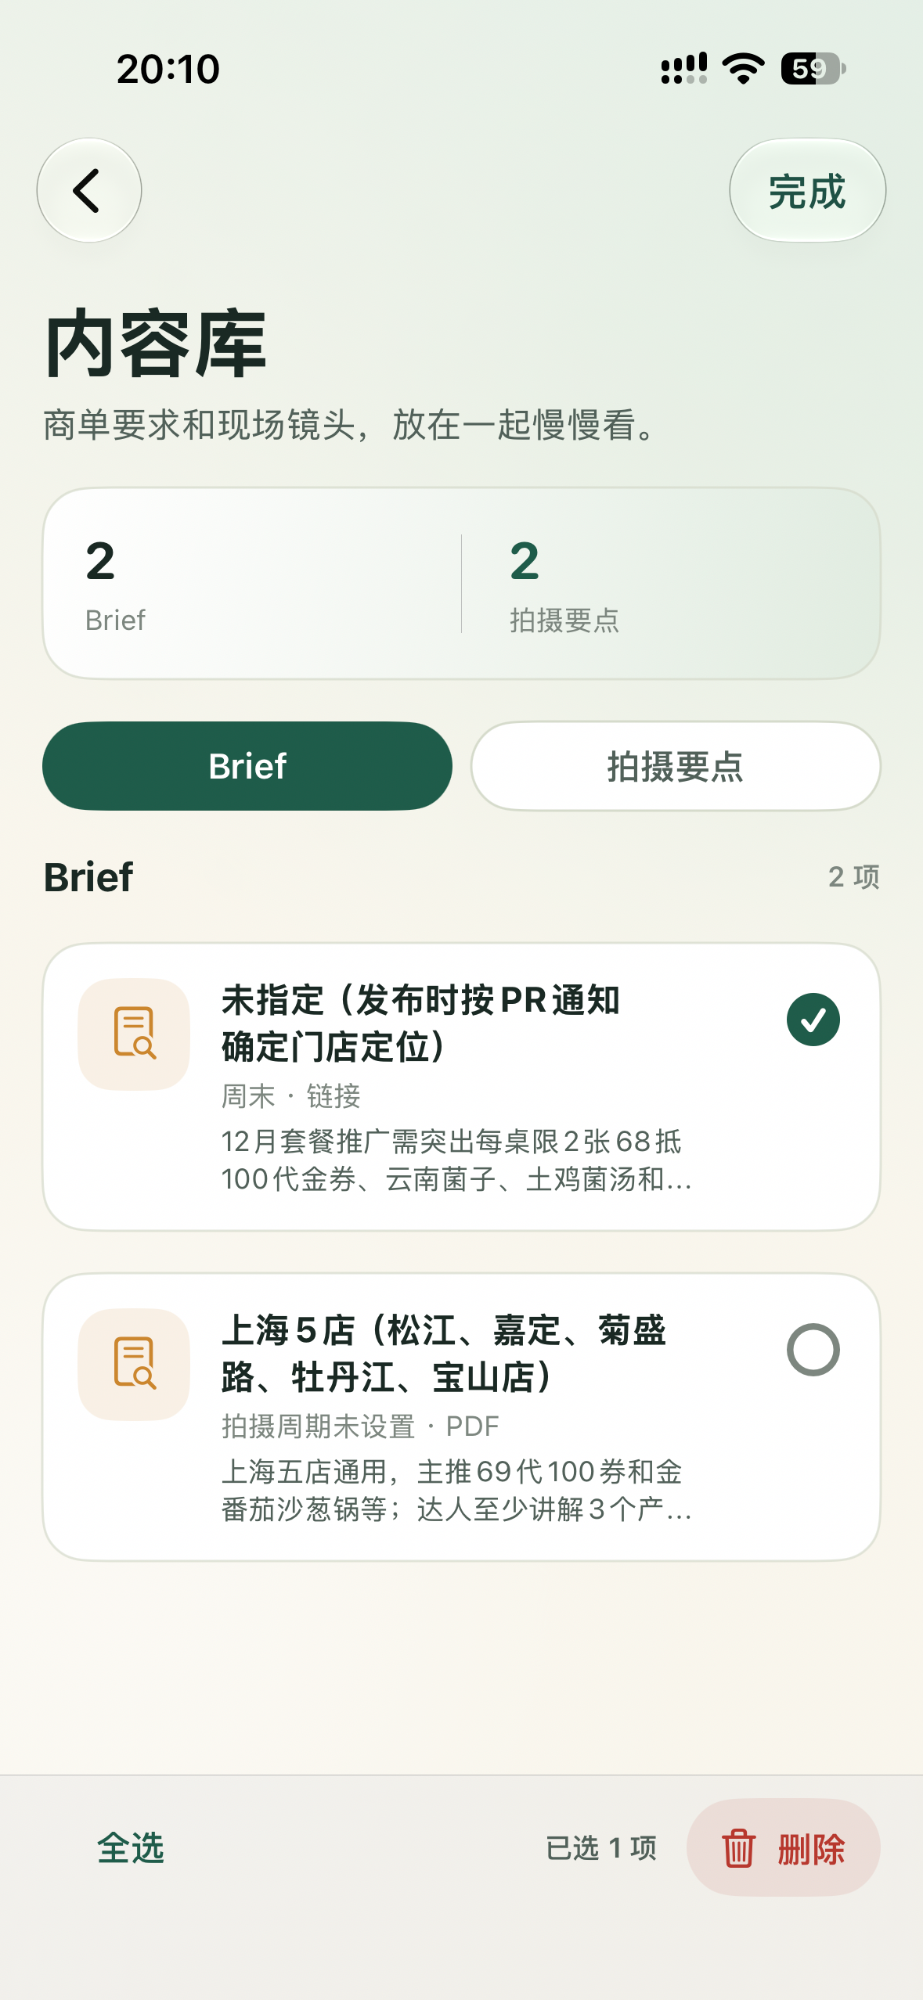 20:10
59
完成
内容库
商单要求和现场镜头，放在一起慢慢看。
2
Brief
2
拍摄要点
Brief
拍摄要点
Brief
2 项
未指定（发布时按PR通知
确定门店定位）
周末 · 链接
12月套餐推广需突出每桌限2张68抵
100代金券、云南菌子、土鸡菌汤和...
上海5店（松江、嘉定、菊盛
路、牡丹江、宝山店）
拍摄周期未设置 · PDF
上海五店通用，主推69代100券和金
番茄沙葱锅等；达人至少讲解3个产...
全选
已选 1 项
删除